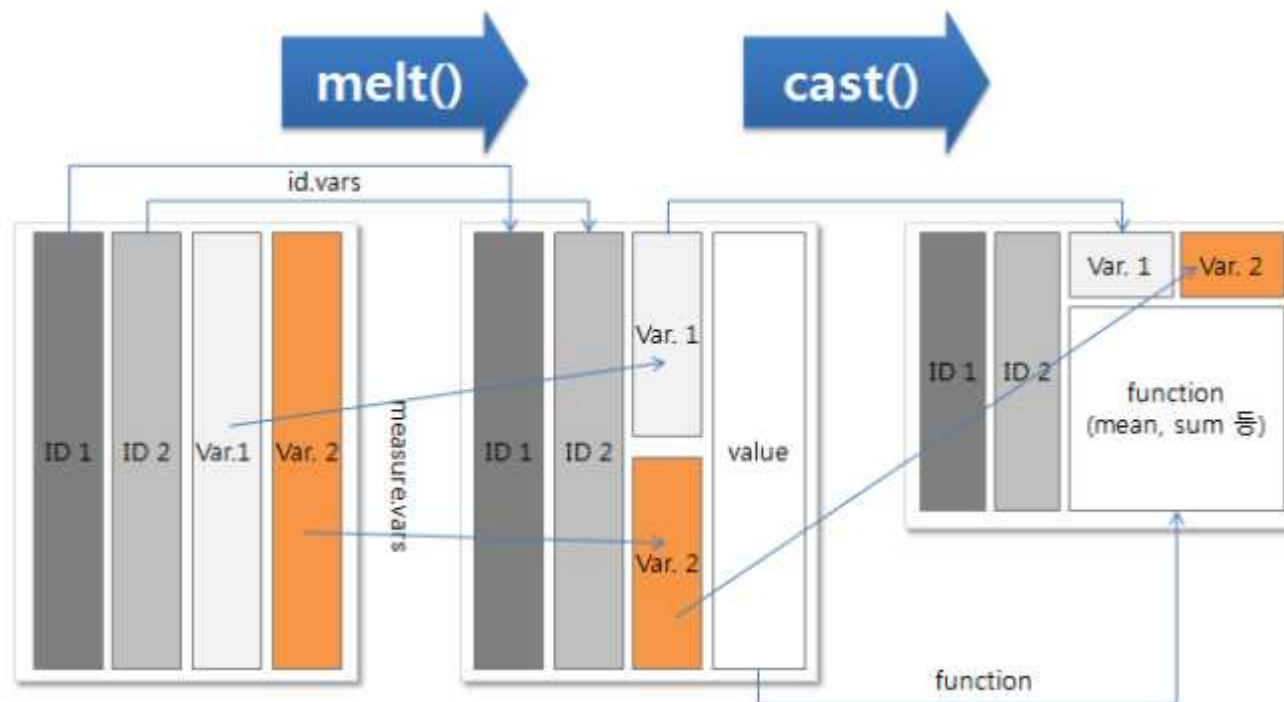 melt()
cast()
id.vars
ID 1
ID 2
Var.1
Var. 2
measure.vars
ID 1
ID 2
Var. 1
Var. 2
value
ID 1
ID 2
Var. 1
Var. 2
function
(mean, sum 등)
function